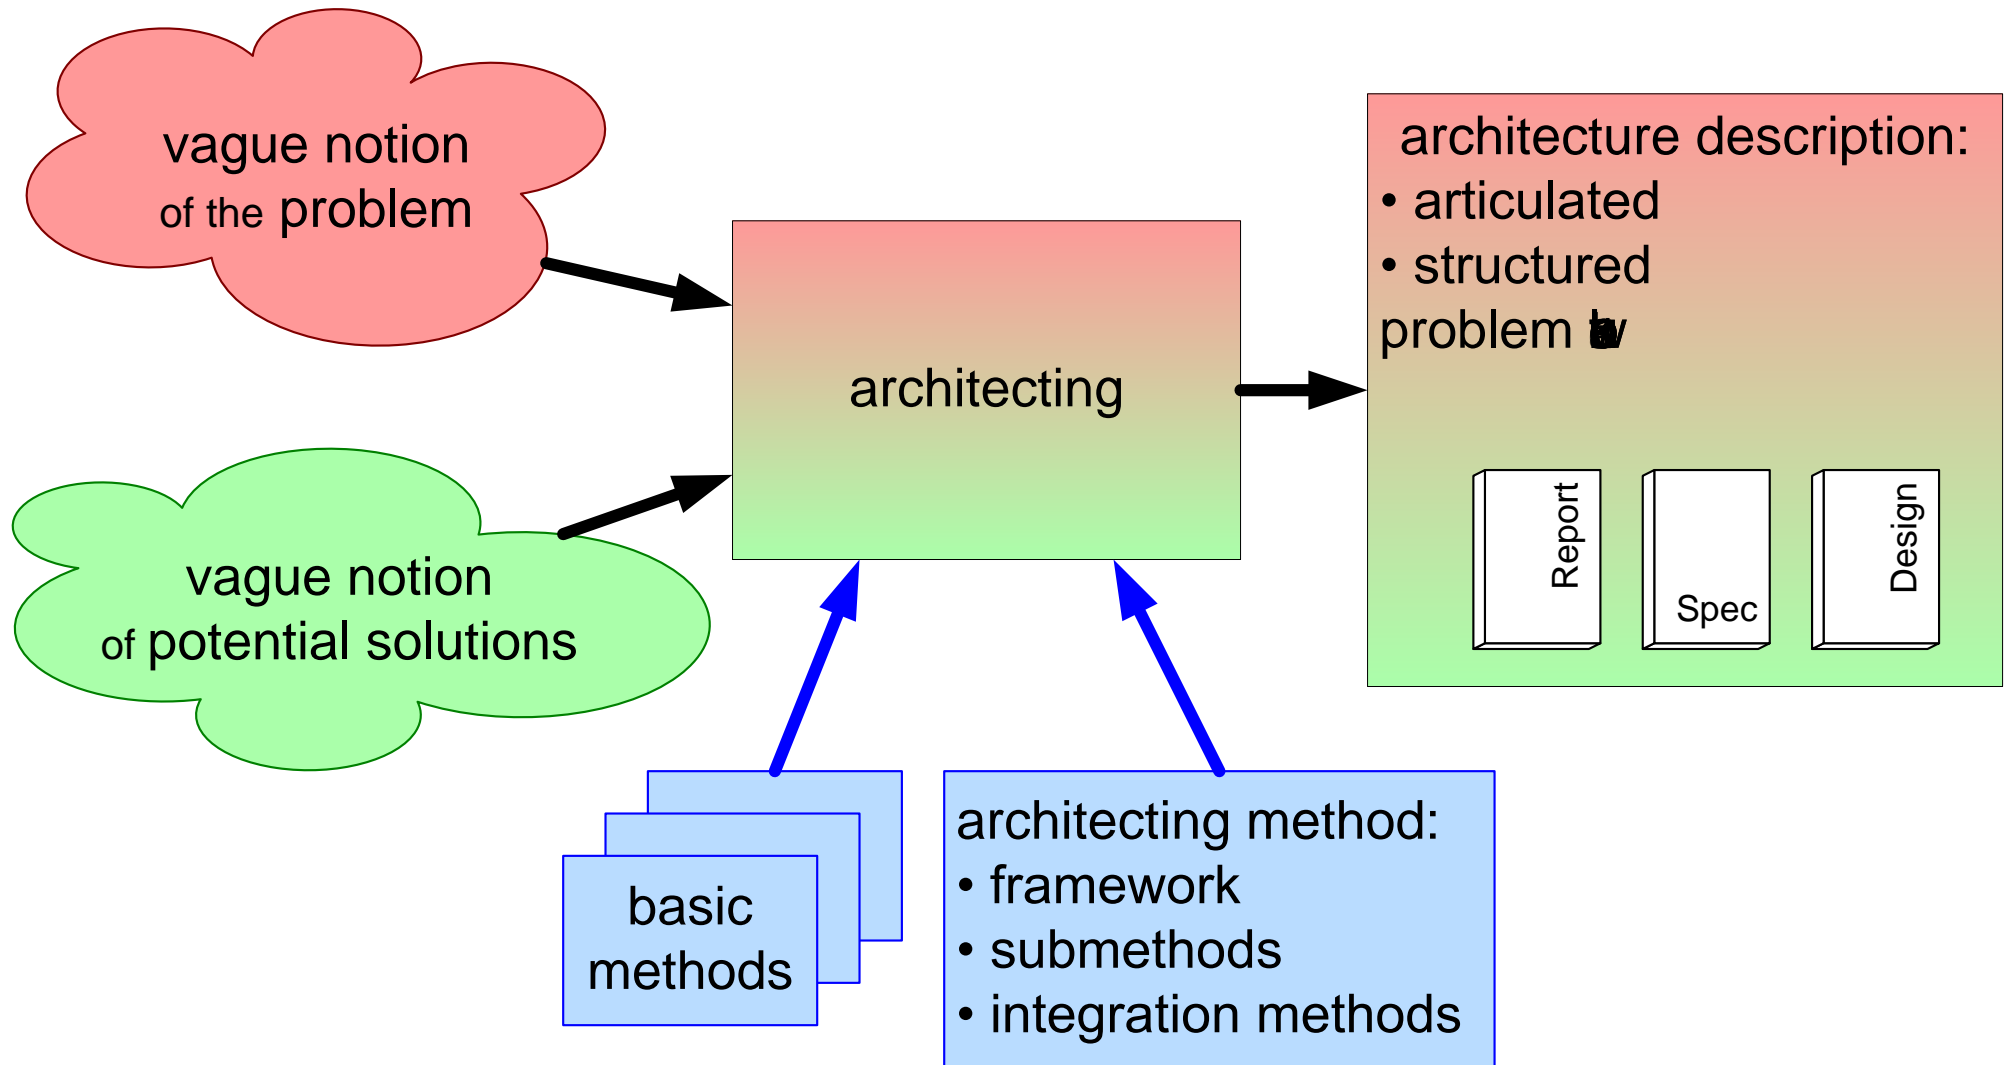 vague notion
of the problem
vague notion
of potential solutions
architecting
architecture description:
• articulated
• structured
problem
Report
Spec
Design
basic
methods
architecting method:
• framework
• submethods
• integration methods